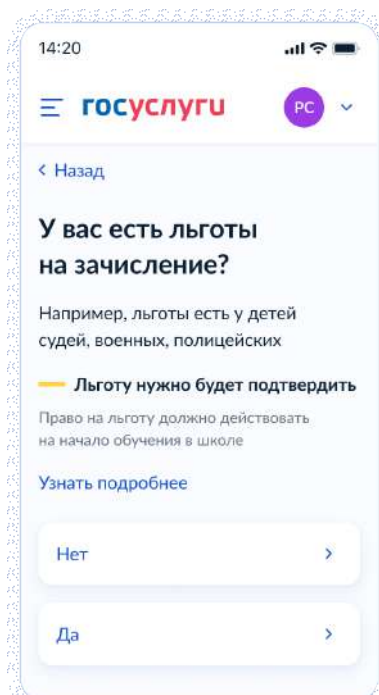 14:20
госуслуги
РС
Назад
У вас есть льготы
на зачисление?
Например, льготы есть у детей
судей, военных, полицейских
Льготу нужно будет подтвердить
Право на льготу должно действовать
на начало обучения в школе
Узнать подробнее
Нет
Да